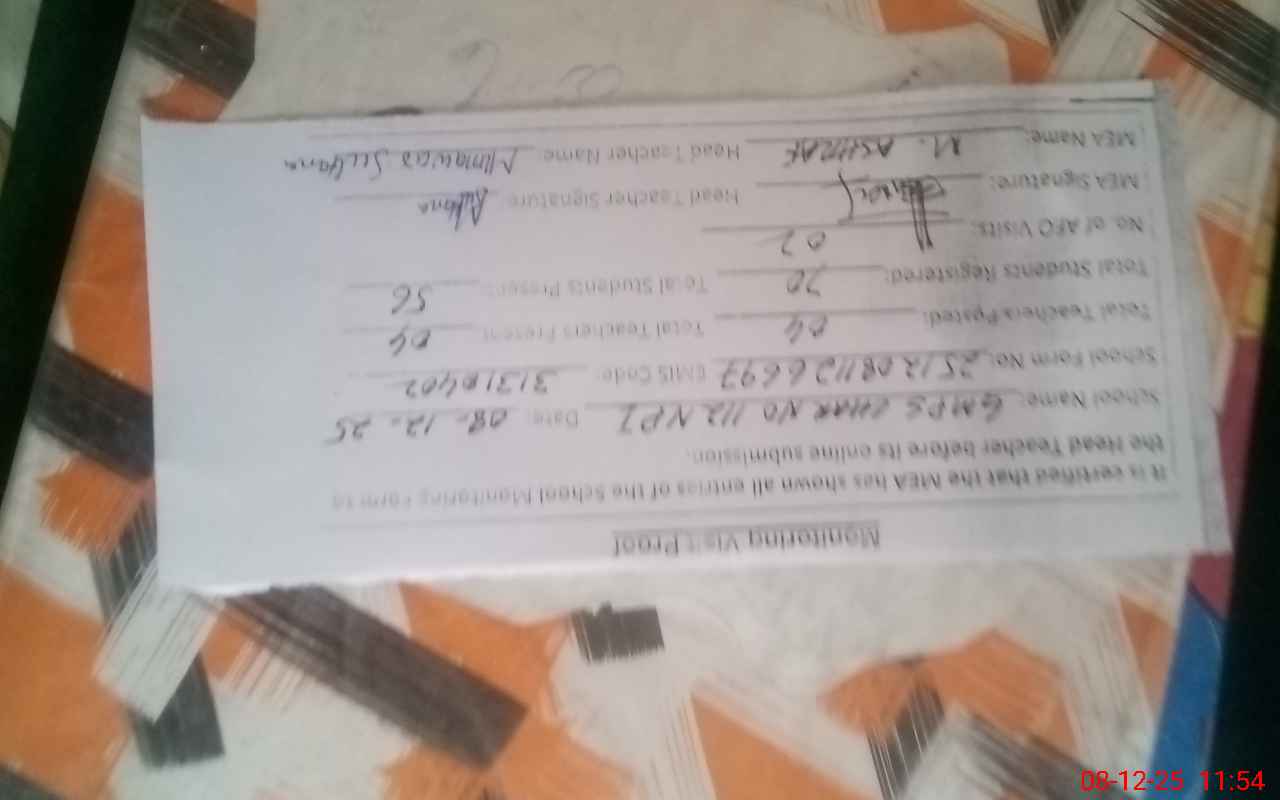 Monitoring Visit Proof
It is certified that the MEA has shown all entries of the School Monitoring Form to
the Head Teacher before its online submission.
School Name: GMPS CHAK NO 112 NP I Date: 08-12-25
School Form No: 2512081126697 EMIS Code: 31310402
Total Teachers Posted: 04 Total Teachers Present: 04
Total Students Registered: 70 Total Students Present: 56
No. of AEO Visits: 02
MEA Signature: Head Teacher Signature:
MEA Name: M. ASHRAF Head Teacher Name: Sultana
08-12-25 11:54